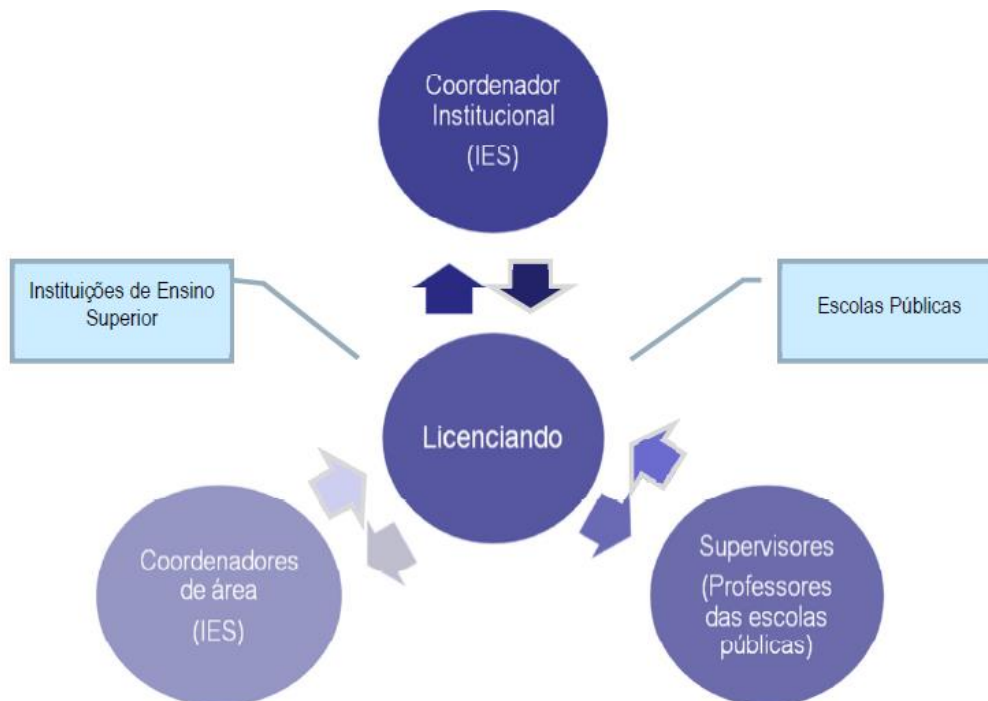 Coordenador
Institucional
(IES)
Instituições de Ensino
Superior
Escolas Públicas
Licenciando
Coordenadores
de área
(IES)
Supervisores
(Professores
das escolas
públicas)